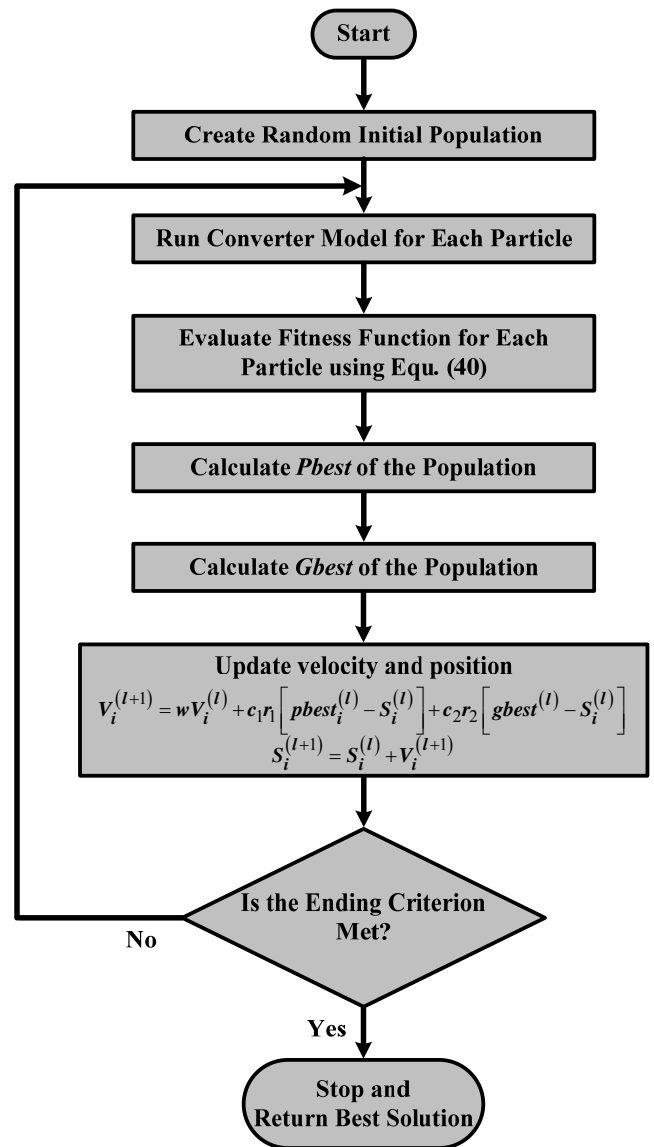 Start
Create Random Initial Population
Run Converter Model for Each Particle
Evaluate Fitness Function for Each
Particle using Equ. (40)
Calculate Pbest of the Population
Calculate Gbest of the Population
Update velocity and position
V_i^{(l+1)} = wV_i^{(l)} + c_1r_1[pbest_i^{(l)} − S_i^{(l)}] + c_2r_2[gbest^{(l)} − S_i^{(l)}]
S_i^{(l+1)} = S_i^{(l)} + V_i^{(l+1)}
Is the Ending Criterion
Met?
No
Yes
Stop and
Return Best Solution